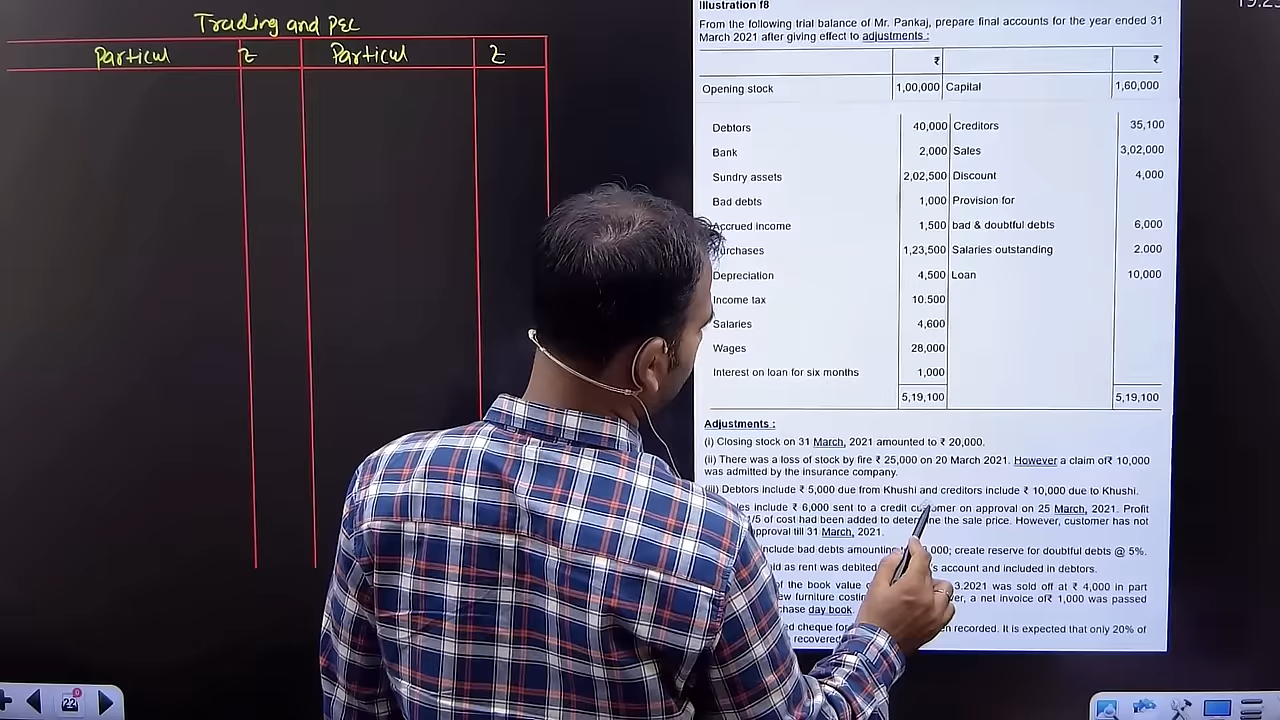 Trading and P&L
Particul ₹ Particul ₹
19:25
Illustration f8
From the following trial balance of Mr. Pankaj, prepare final accounts for the year ended 31
March 2021 after giving effect to adjustments :
₹ ₹
Opening stock 1,00,000 Capital 1,60,000
Debtors 40,000 Creditors 35,100
Bank 2,000 Sales 3,02,000
Sundry assets 2,02,500 Discount 4,000
Bad debts 1,000 Provision for
Accrued income 1,500 bad & doubtful debts 6,000
urchases 1,23,500 Salaries outstanding 2.000
Depreciation 4,500 Loan 10,000
Income tax 10.500
Salaries 4,600
Wages 28,000
Interest on loan for six months 1,000
5,19,100 5,19,100
Adjustments :
(i) Closing stock on 31 March, 2021 amounted to ₹ 20,000.
(ii) There was a loss of stock by fire ₹ 25,000 on 20 March 2021. However a claim of₹ 10,000
was admitted by the insurance company.
(iii) Debtors include ₹ 5,000 due from Khushi and creditors include ₹ 10,000 due to Khushi.
include ₹ 6,000 sent to a credit on approval on 25 March, 2021. Profit
1/5 of cost had been added to determine the sale price. However, customer has not
approval till 31 March, 2021.
include bad debts 000; create reserve for doubtful debts @ 5%.
as rent was debited account and included in debtors.
of the book value 3.2021 was sold off at ₹ 4,000 in part
furniture a net invoice of₹ 1,000 was passed
day book
cheque for recorded. It is expected that only 20% of
recovered
22